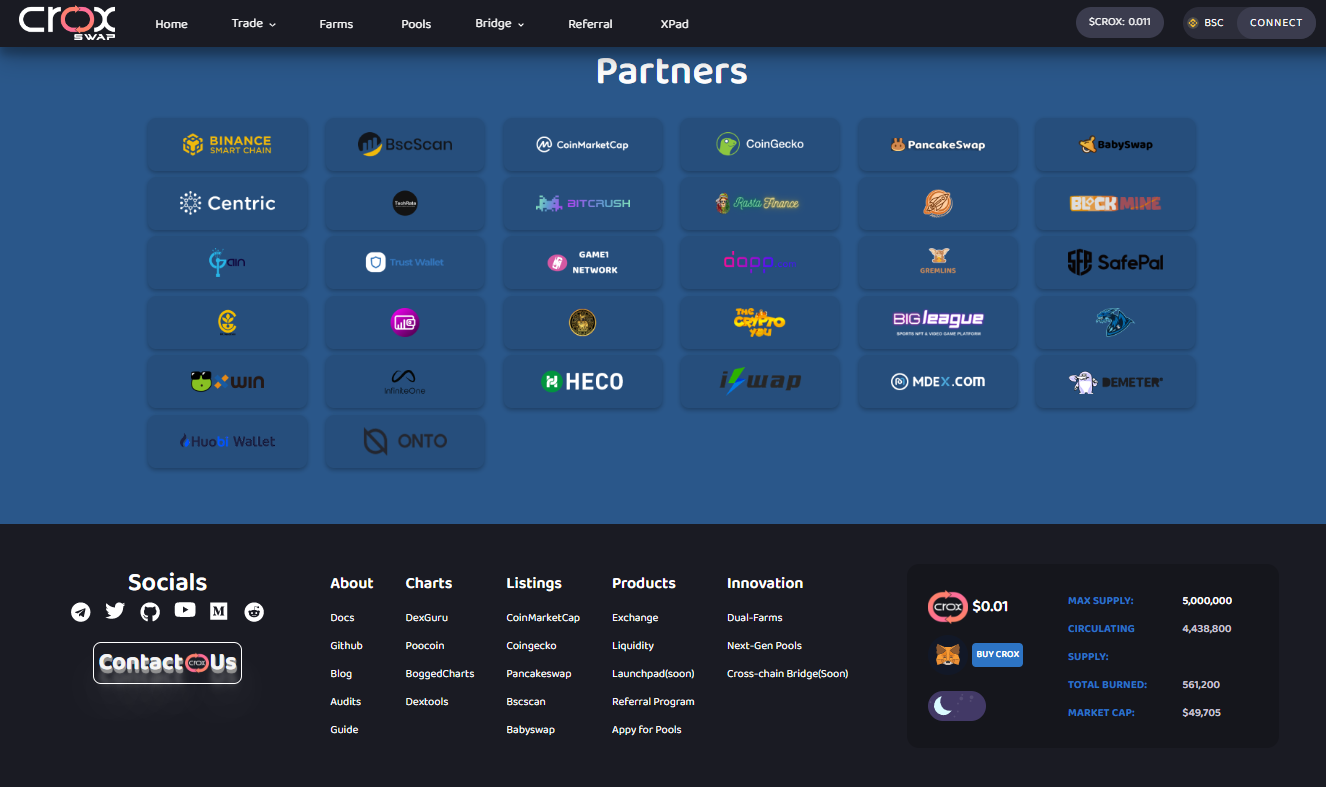 crox
SWAP
Home
Trade
Farms
Pools
Bridge
Referral
XPad
$CROX: 0.011
BSC
CONNECT
Partners
BINANCE
SMART CHAIN
BscScan
CoinMarketCap
CoinGecko
PancakeSwap
BabySwap
Centric
TechRate
BITCRUSH
Rasta Finance
BLOCKMINE
Gain
Trust Wallet
GAME1
NETWORK
dapp.com
GREMLINS
SafePal
THE
CRYPTO
YOU
BIG league
SPORTS NFT & VIDEO GAME PLATFORM
WIN
InfiniteOne
HECO
iSwap
MDEX.COM
DEMETER
Huobi Wallet
ONTO
Socials
Contact CROX Us
About
Docs
Github
Blog
Audits
Guide
Charts
DexGuru
Poocoin
BoggedCharts
Dextools
Listings
CoinMarketCap
Coingecko
Pancakeswap
Bscscan
Babyswap
Products
Exchange
Liquidity
Launchpad(soon)
Referral Program
Appy for Pools
Innovation
Dual-Farms
Next-Gen Pools
Cross-chain Bridge(Soon)
CROX $0.01
BUY CROX
MAX SUPPLY: 5,000,000
CIRCULATING 4,438,800
SUPPLY:
TOTAL BURNED: 561,200
MARKET CAP: $49,705